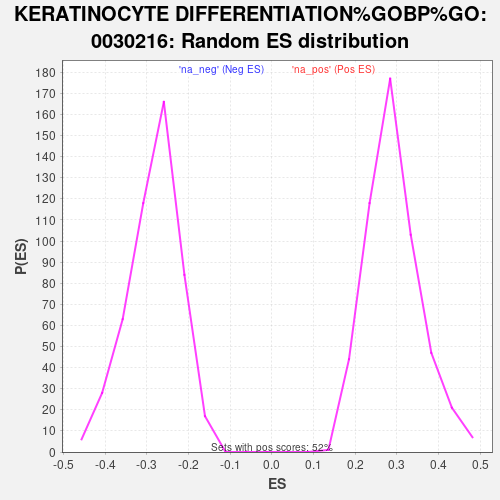 KERATINOCYTE DIFFERENTIATION%GOBP%GO:
0030216: Random ES distribution
'na_neg' (Neg ES)
'na_pos' (Pos ES)
180
170
160
150
140
130
120
110
100
90
80
70
60
50
40
30
20
10
0
P(ES)
Sets with pos scores: 52%
-0.5 -0.4 -0.3 -0.2 -0.1 0.0 0.1 0.2 0.3 0.4 0.5
ES